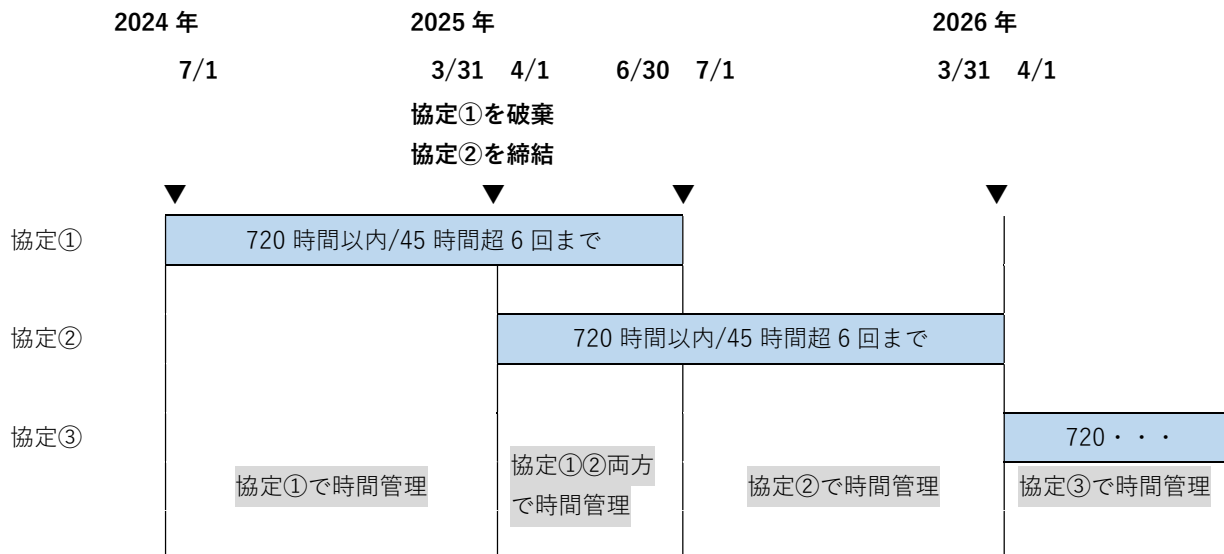 2024 年 2025 年 2026 年
7/1 3/31 4/1 6/30 7/1 3/31 4/1
協定①を破棄
協定②を締結
協定① 720 時間以内/45 時間超 6 回まで
協定② 720 時間以内/45 時間超 6 回まで
協定③ 720・・・
協定①で時間管理
協定①②両方
で時間管理
協定②で時間管理
協定③で時間管理